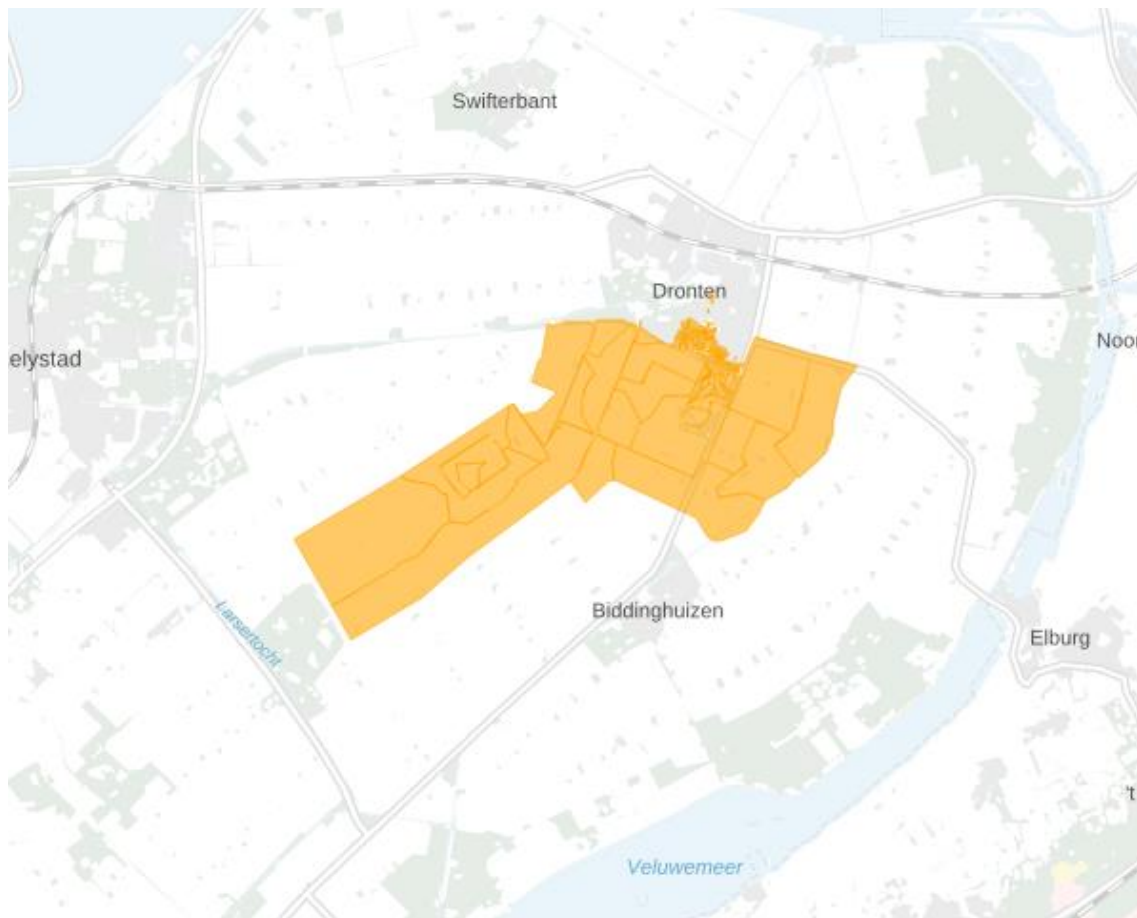 Swifterbant
Dronten
Noor
elystad
Biddinghuizen
Larsertocht
Elburg
't
Veluwemeer